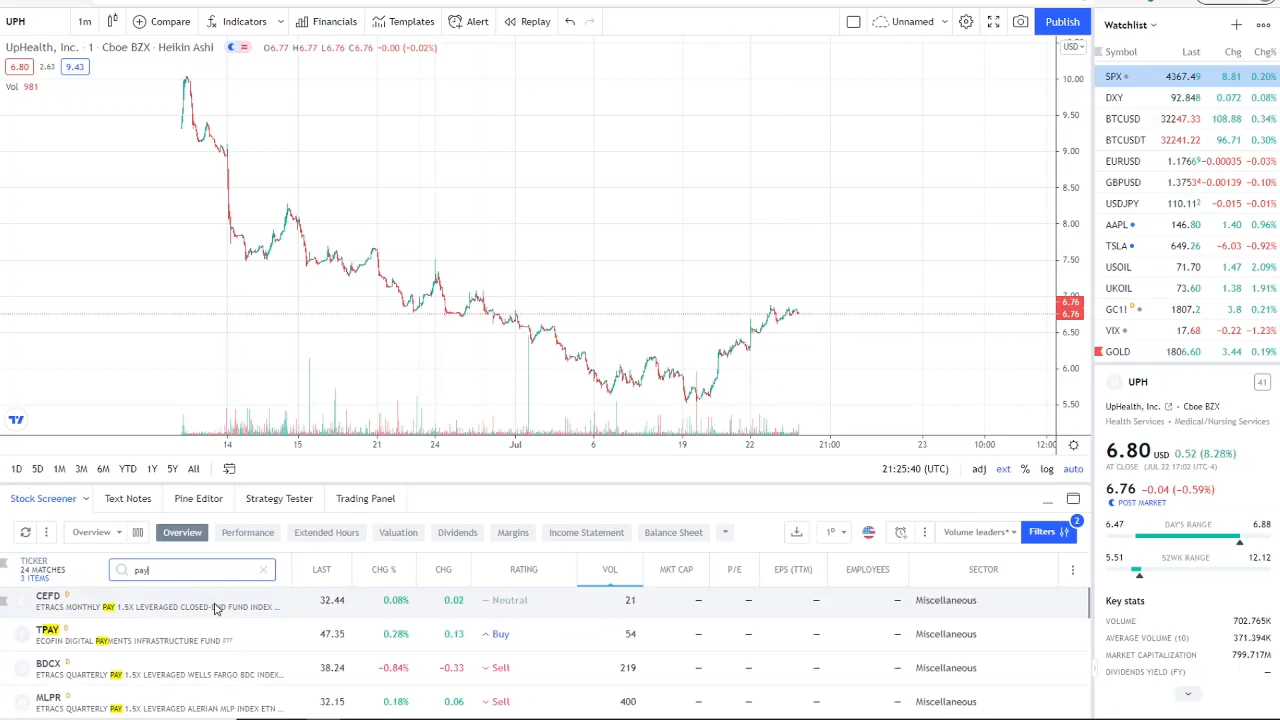 UPH 1m Compare Indicators Financials Templates Alert Replay Unnamed Publish
UpHealth, Inc. · 1 · Cboe BZX · Heikin Ashi O6.77 H6.77 L6.76 C6.76 −0.00 (−0.02%)
6.80 2.63 9.43
Vol 981
USD
10.00
9.50
9.00
8.50
8.00
7.50
7.00
6.76
6.76
6.50
6.00
5.50
14 15 21 24 Jul 6 19 22 21:00 23 10:00 12:00
1D 5D 1M 3M 6M YTD 1Y 5Y All 21:25:40 (UTC) adj ext % log auto
Stock Screener Text Notes Pine Editor Strategy Tester Trading Panel
Overview Overview Performance Extended Hours Valuation Dividends Margins Income Statement Balance Sheet 1D Volume leaders* Filters 2
TICKER
24 MATCHES
3 ITEMS
pay
LAST CHG % CHG RATING VOL MKT CAP P/E EPS (TTM) EMPLOYEES SECTOR
CEFD D 32.44 0.08% 0.02 Neutral 21 — — — — Miscellaneous
ETRACS MONTHLY PAY 1.5X LEVERAGED CLOSED-END FUND INDEX ...
TPAY D 47.35 0.28% 0.13 Buy 54 — — — — Miscellaneous
ECOFIN DIGITAL PAYMENTS INFRASTRUCTURE FUND ETF
BDCX D 38.24 −0.84% −0.33 Sell 219 — — — — Miscellaneous
ETRACS QUARTERLY PAY 1.5X LEVERAGED WELLS FARGO BDC INDEX...
MLPR D 32.15 0.18% 0.06 Sell 400 — — — — Miscellaneous
ETRACS QUARTERLY PAY 1.5X LEVERAGED ALERIAN MLP INDEX ETN ...
Watchlist
Symbol Last Chg Chg%
SPX 4367.49 8.81 0.20%
DXY 92.848 0.072 0.08%
BTCUSD 32247.33 108.88 0.34%
BTCUSDT 32241.22 96.71 0.30%
EURUSD 1.17669 −0.00035 −0.03%
GBPUSD 1.37534 −0.00139 −0.10%
USDJPY 110.112 −0.015 −0.01%
AAPL 146.80 1.40 0.96%
TSLA 649.26 −6.03 −0.92%
USOIL 71.70 1.47 2.09%
UKOIL 73.60 1.38 1.91%
GC1! D 1807.2 3.8 0.21%
VIX 17.68 −0.22 −1.23%
GOLD 1806.60 3.44 0.19%
UPH 41
UpHealth, Inc. · Cboe BZX
Health Services · Medical/Nursing Services
6.80 USD 0.52 (8.28%)
AT CLOSE (JUL 22 17:02 UTC-4)
6.76 −0.04 (−0.59%)
POST MARKET
6.47 DAY'S RANGE 6.88
5.51 52WK RANGE 12.12
Key stats
VOLUME 702.765K
AVERAGE VOLUME (10) 371.394K
MARKET CAPITALIZATION 799.717M
DIVIDENDS YIELD (FY) —